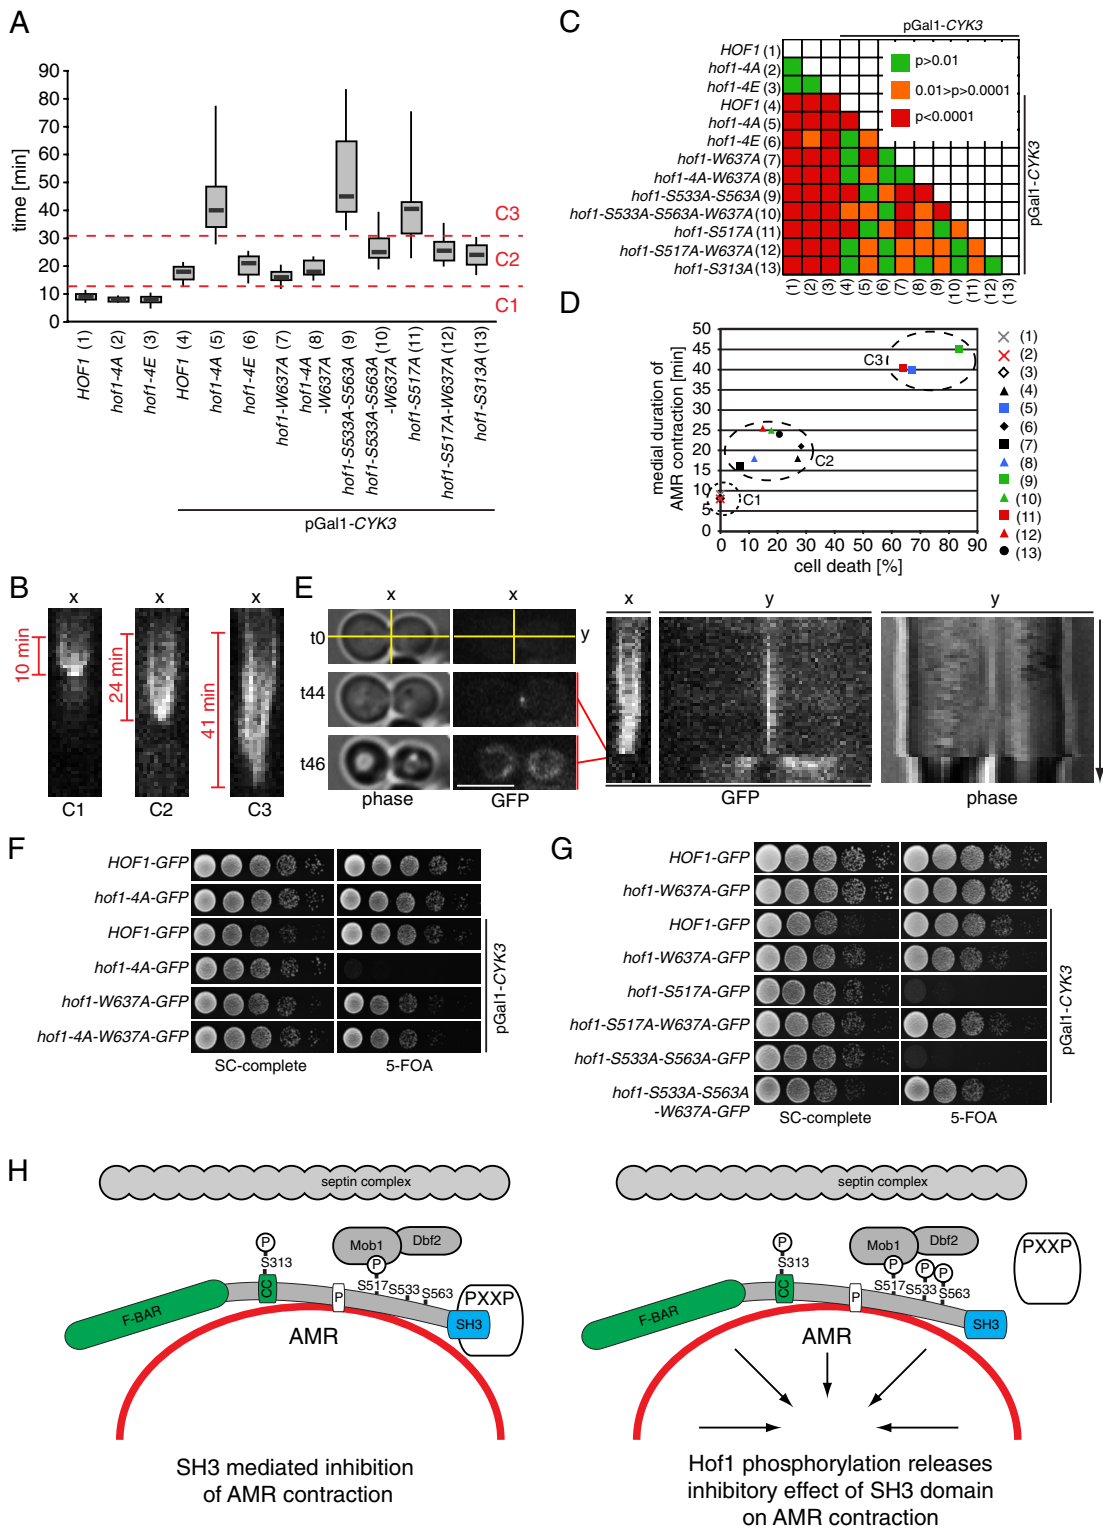 A
90
80
70
60
50
40
30
20
10
0
time [min]
C3
C2
C1
HOF1 (1)
hof1-4A (2)
hof1-4E (3)
HOF1 (4)
hof1-4A (5)
hof1-4E (6)
hof1-W637A (7)
hof1-4A (8)
-W637A
hof1-S533A-S563A (9)
hof1-S533A-S563A (10)
-W637A
hof1-S517A (11)
hof1-S517A-W637A (12)
hof1-S313A (13)
pGal1-CYK3
C
pGal1-CYK3
HOF1 (1)
hof1-4A (2)
hof1-4E (3)
HOF1 (4)
hof1-4A (5)
hof1-4E (6)
hof1-W637A (7)
hof1-4A-W637A (8)
hof1-S533A-S563A (9)
hof1-S533A-S563A-W637A (10)
hof1-S517A (11)
hof1-S517A-W637A (12)
hof1-S313A (13)
p>0.01
0.01>p>0.0001
p<0.0001
pGal1-CYK3
(1) (2) (3) (4) (5) (6) (7) (8) (9) (10) (11) (12) (13)
D
50
45
40
35
30
25
20
15
10
5
0
medial duration of
AMR contraction [min]
C3
C2
C1
0 10 20 30 40 50 60 70 80 90
cell death [%]
(1)
(2)
(3)
(4)
(5)
(6)
(7)
(8)
(9)
(10)
(11)
(12)
(13)
B
x x x
10 min
24 min
41 min
C1 C2 C3
E
x x x y y
t0
y
t44
t46
phase GFP GFP phase
F
HOF1-GFP
hof1-4A-GFP
HOF1-GFP
hof1-4A-GFP
hof1-W637A-GFP
hof1-4A-W637A-GFP
pGal1-CYK3
SC-complete 5-FOA
G
HOF1-GFP
hof1-W637A-GFP
HOF1-GFP
hof1-W637A-GFP
hof1-S517A-GFP
hof1-S517A-W637A-GFP
hof1-S533A-S563A-GFP
hof1-S533A-S563A
-W637A-GFP
pGal1-CYK3
SC-complete 5-FOA
H
septin complex
P
S313
CC
F-BAR
Mob1
Dbf2
P
S517
S533
S563
P
PXXP
SH3
AMR
SH3 mediated inhibition
of AMR contraction
septin complex
P
S313
CC
F-BAR
Mob1
Dbf2
P
P
P
S517
S533
S563
P
PXXP
SH3
AMR
Hof1 phosphorylation releases
inhibitory effect of SH3 domain
on AMR contraction